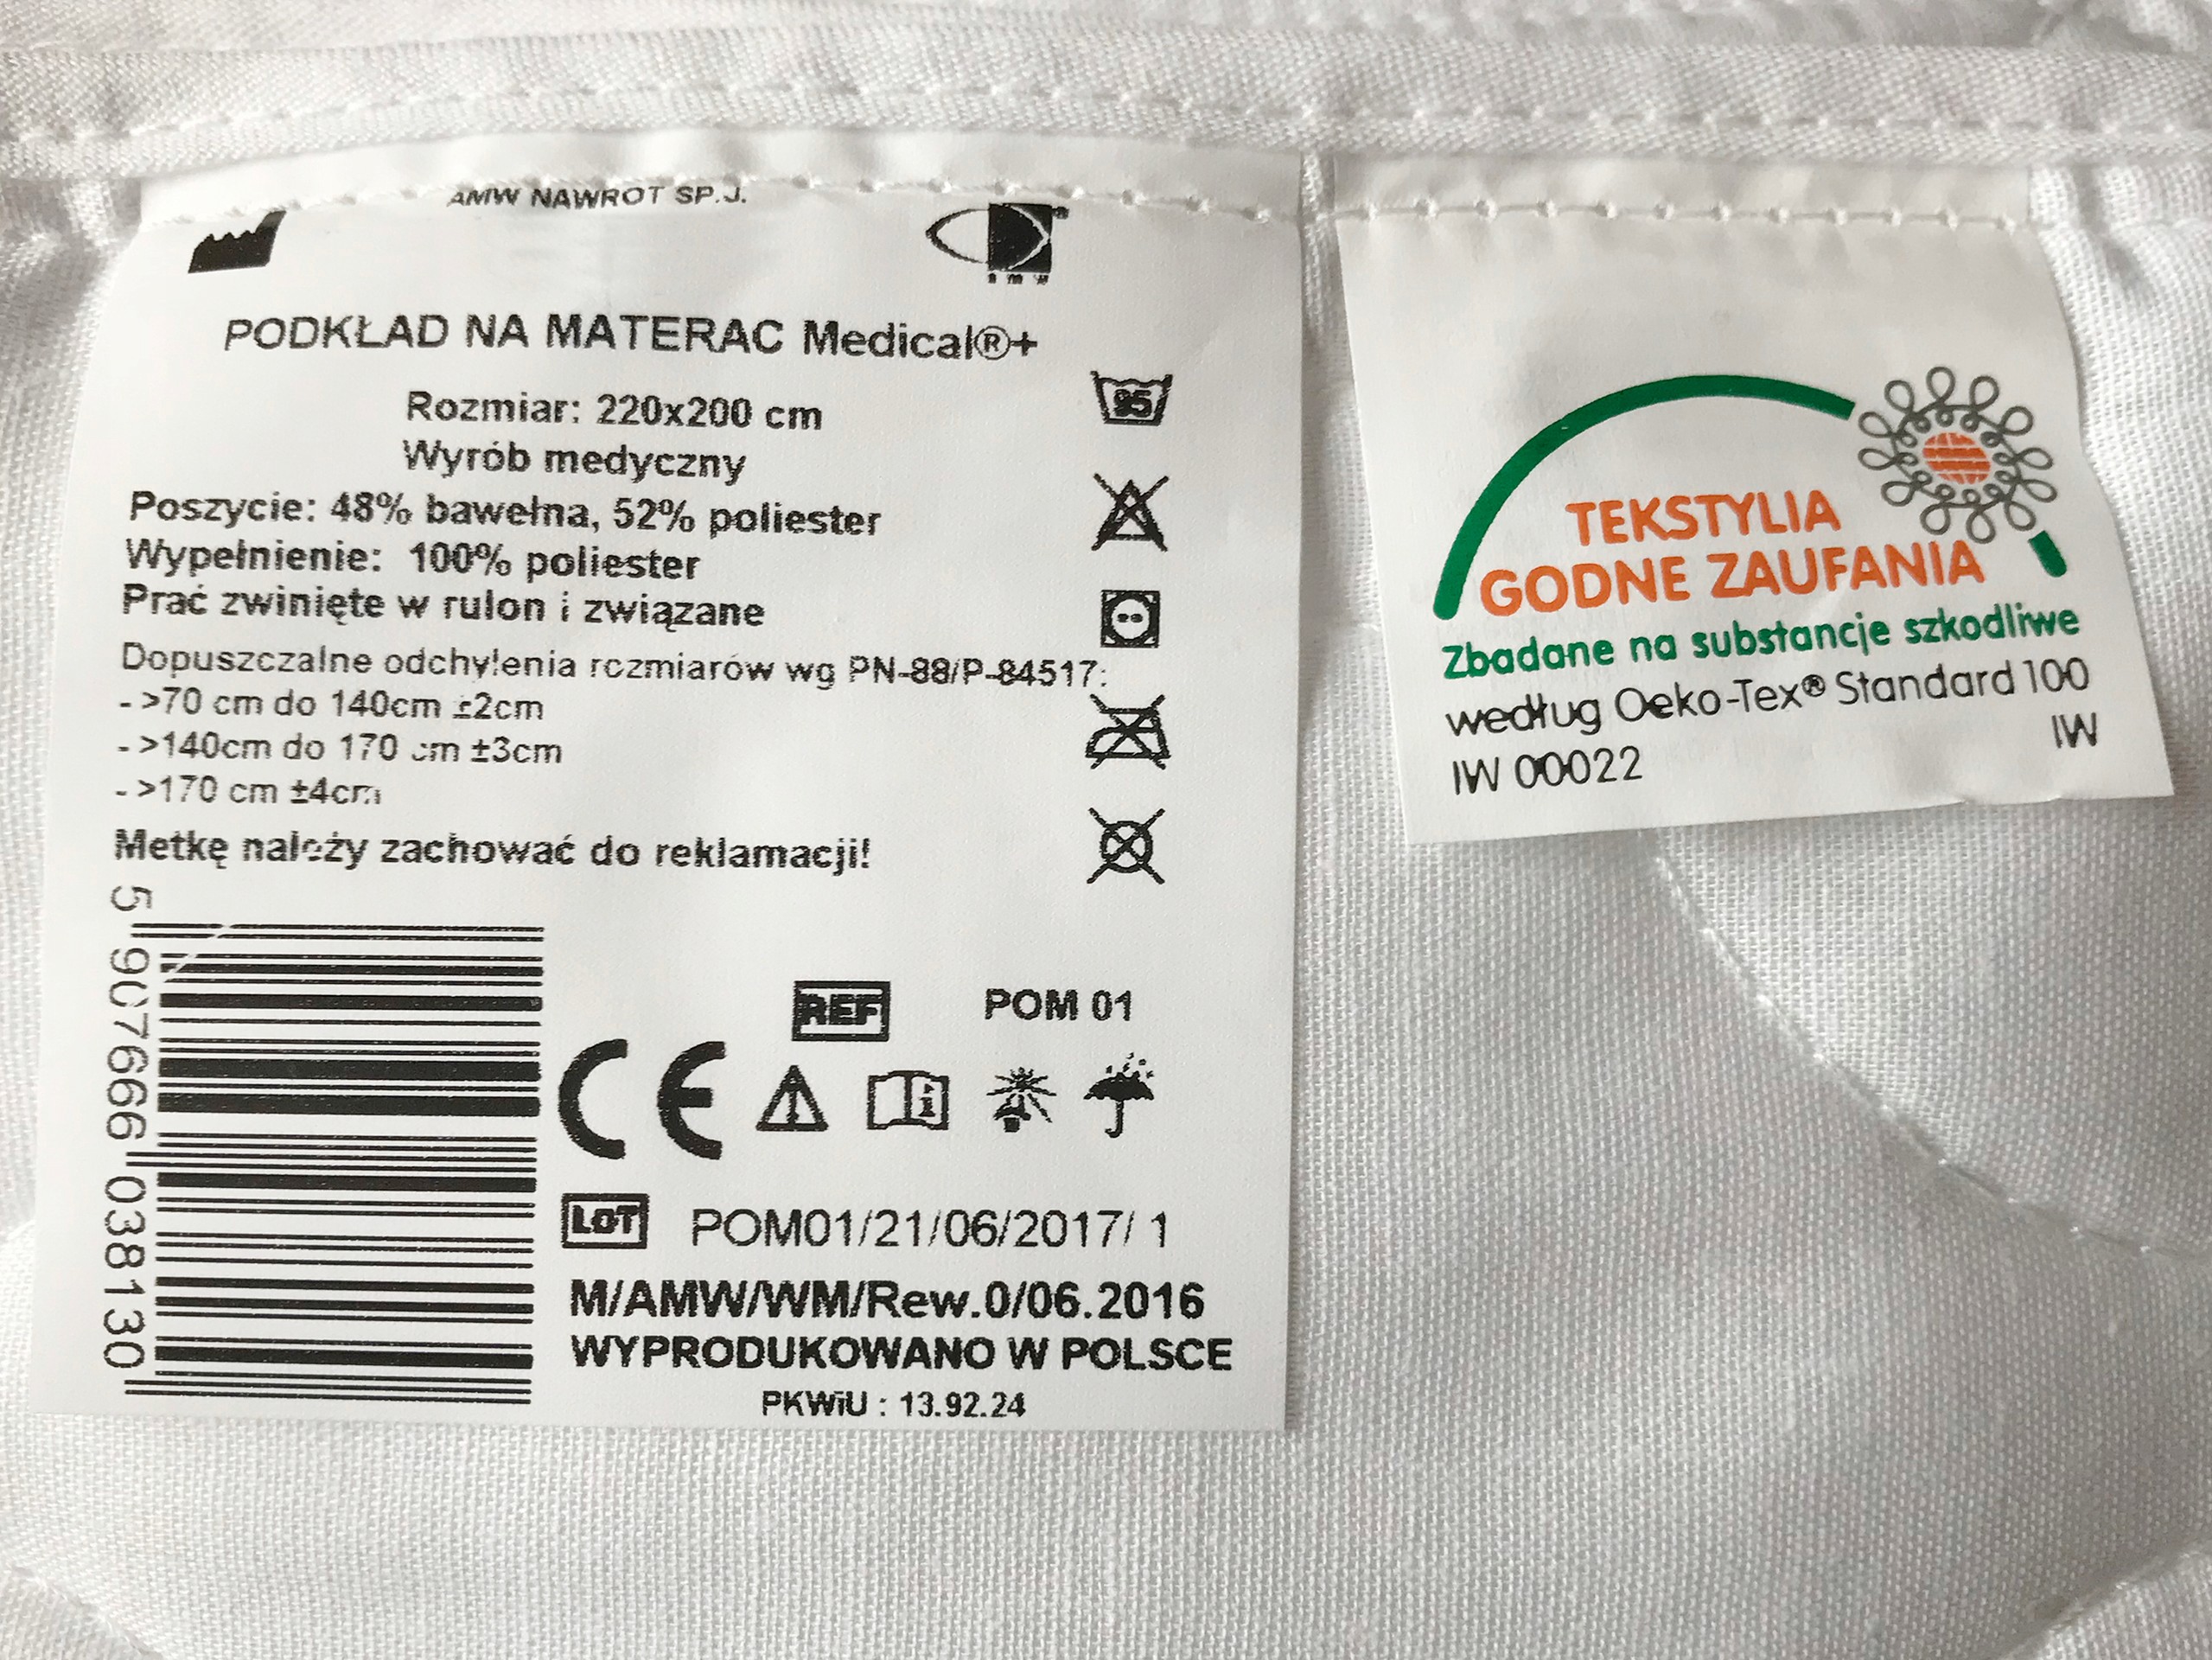 AMW NAWROT SP.J.
amw
PODKŁAD NA MATERAC Medical®+
Rozmiar: 220x200 cm
Wyrób medyczny
Poszycie: 48% bawełna, 52% poliester
Wypełnienie: 100% poliester
Prać zwinięte w rulon i związane
Dopuszczalne odchylenia rozmiarów wg PN-88/P-84517:
- >70 cm do 140cm ±2cm
- >140cm do 170 cm ±3cm
- >170 cm ±4cm
Metkę należy zachować do reklamacji!
95
5 907666 038130
REF POM 01
CE
LOT POM01/21/06/2017/ 1
M/AMW/WM/Rew.0/06.2016
WYPRODUKOWANO W POLSCE
PKWiU : 13.92.24
TEKSTYLIA
GODNE ZAUFANIA
Zbadane na substancje szkodliwe
według Oeko-Tex® Standard 100
IW 00022 IW